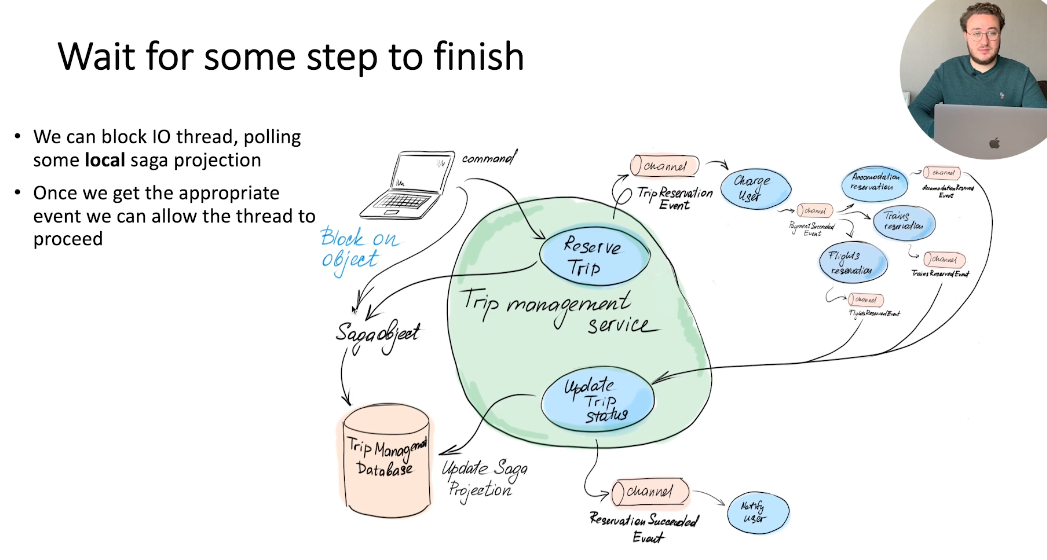 Wait for some step to finish
• We can block IO thread, polling
some local saga projection
• Once we get the appropriate
event we can allow the thread to
proceed
command
Block on
object
Saga object
Trip Management
Database
Update Saga
Projection
Reserve
Trip
Trip management
service
Update
Trip
Status
channel
Trip Reservation
Event
Charge
User
channel
Payment Succeeded
Event
Accomodation
reservation
channel
Accomodation Reserved
Event
Trains
reservation
channel
Trains Reserved Event
Flights
reservation
channel
Flights Reserved Event
channel
Reservation Succeeded
Event
Notify
User